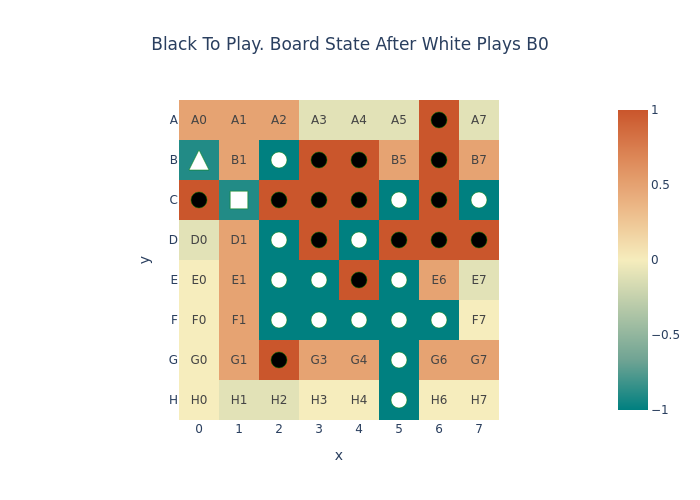 Black To Play. Board State After White Plays B0
A A0 A1 A2 A3 A4 A5 A7
B B1 B5 B7
C
D D0 D1
E E0 E1 E6 E7
F F0 F1 F7
G G0 G1 G3 G4 G6 G7
H H0 H1 H2 H3 H4 H6 H7
0 1 2 3 4 5 6 7
x
y
1
0.5
0
−0.5
−1